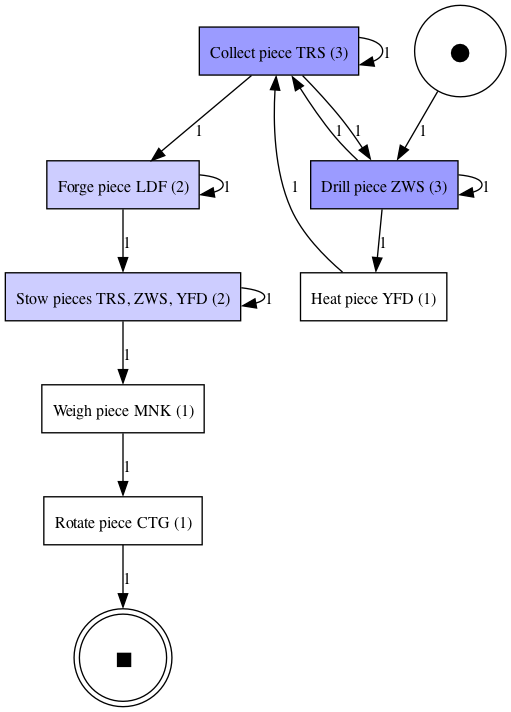 Collect piece TRS (3)
1
1
1
1
1
Forge piece LDF (2)
1
Drill piece ZWS (3)
1
1
1
1
Stow pieces TRS, ZWS, YFD (2)
1
Heat piece YFD (1)
1
Weigh piece MNK (1)
1
Rotate piece CTG (1)
1